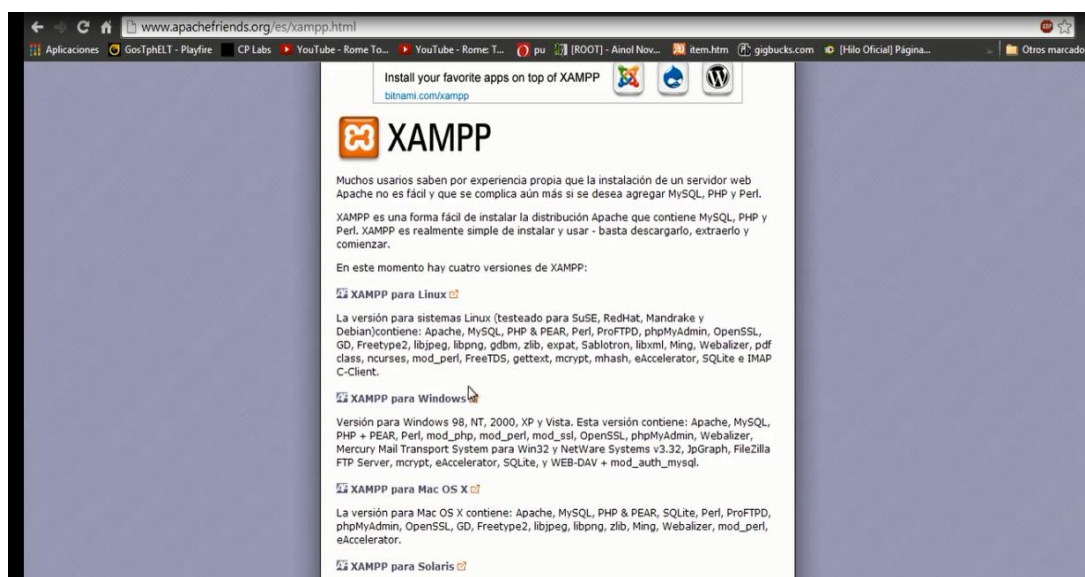 www.apachefriends.org/es/xampp.html
Aplicaciones GosTphELT - Playfire CP Labs YouTube - Rome To... YouTube - Rome: T... pu [ROOT] - Ainol Nov... item.htm gigbucks.com [Hilo Oficial] Página... Otros marcado
Install your favorite apps on top of XAMPP
bitnami.com/xampp
XAMPP
Muchos usarios saben por experiencia propia que la instalación de un servidor web
Apache no es fácil y que se complica aún más si se desea agregar MySQL, PHP y Perl.
XAMPP es una forma fácil de instalar la distribución Apache que contiene MySQL, PHP y
Perl. XAMPP es realmente simple de instalar y usar - basta descargarlo, extraerlo y
comienzar.
En este momento hay cuatro versiones de XAMPP:
XAMPP para Linux
La versión para sistemas Linux (testeado para SuSE, RedHat, Mandrake y
Debian)contiene: Apache, MySQL, PHP & PEAR, Perl, ProFTPD, phpMyAdmin, OpenSSL,
GD, Freetype2, libjpeg, libpng, gdbm, zlib, expat, Sablotron, libxml, Ming, Webalizer, pdf
class, ncurses, mod_perl, FreeTDS, gettext, mcrypt, mhash, eAccelerator, SQLite e IMAP
C-Client.
XAMPP para Windows
Versión para Windows 98, NT, 2000, XP y Vista. Esta versión contiene: Apache, MySQL,
PHP + PEAR, Perl, mod_php, mod_perl, mod_ssl, OpenSSL, phpMyAdmin, Webalizer,
Mercury Mail Transport System para Win32 y NetWare Systems v3.32, JpGraph, FileZilla
FTP Server, mcrypt, eAccelerator, SQLite, y WEB-DAV + mod_auth_mysql.
XAMPP para Mac OS X
La versión para Mac OS X contiene: Apache, MySQL, PHP & PEAR, SQLite, Perl, ProFTPD,
phpMyAdmin, OpenSSL, GD, Freetype2, libjpeg, libpng, zlib, Ming, Webalizer, mod_perl,
eAccelerator.
XAMPP para Solaris